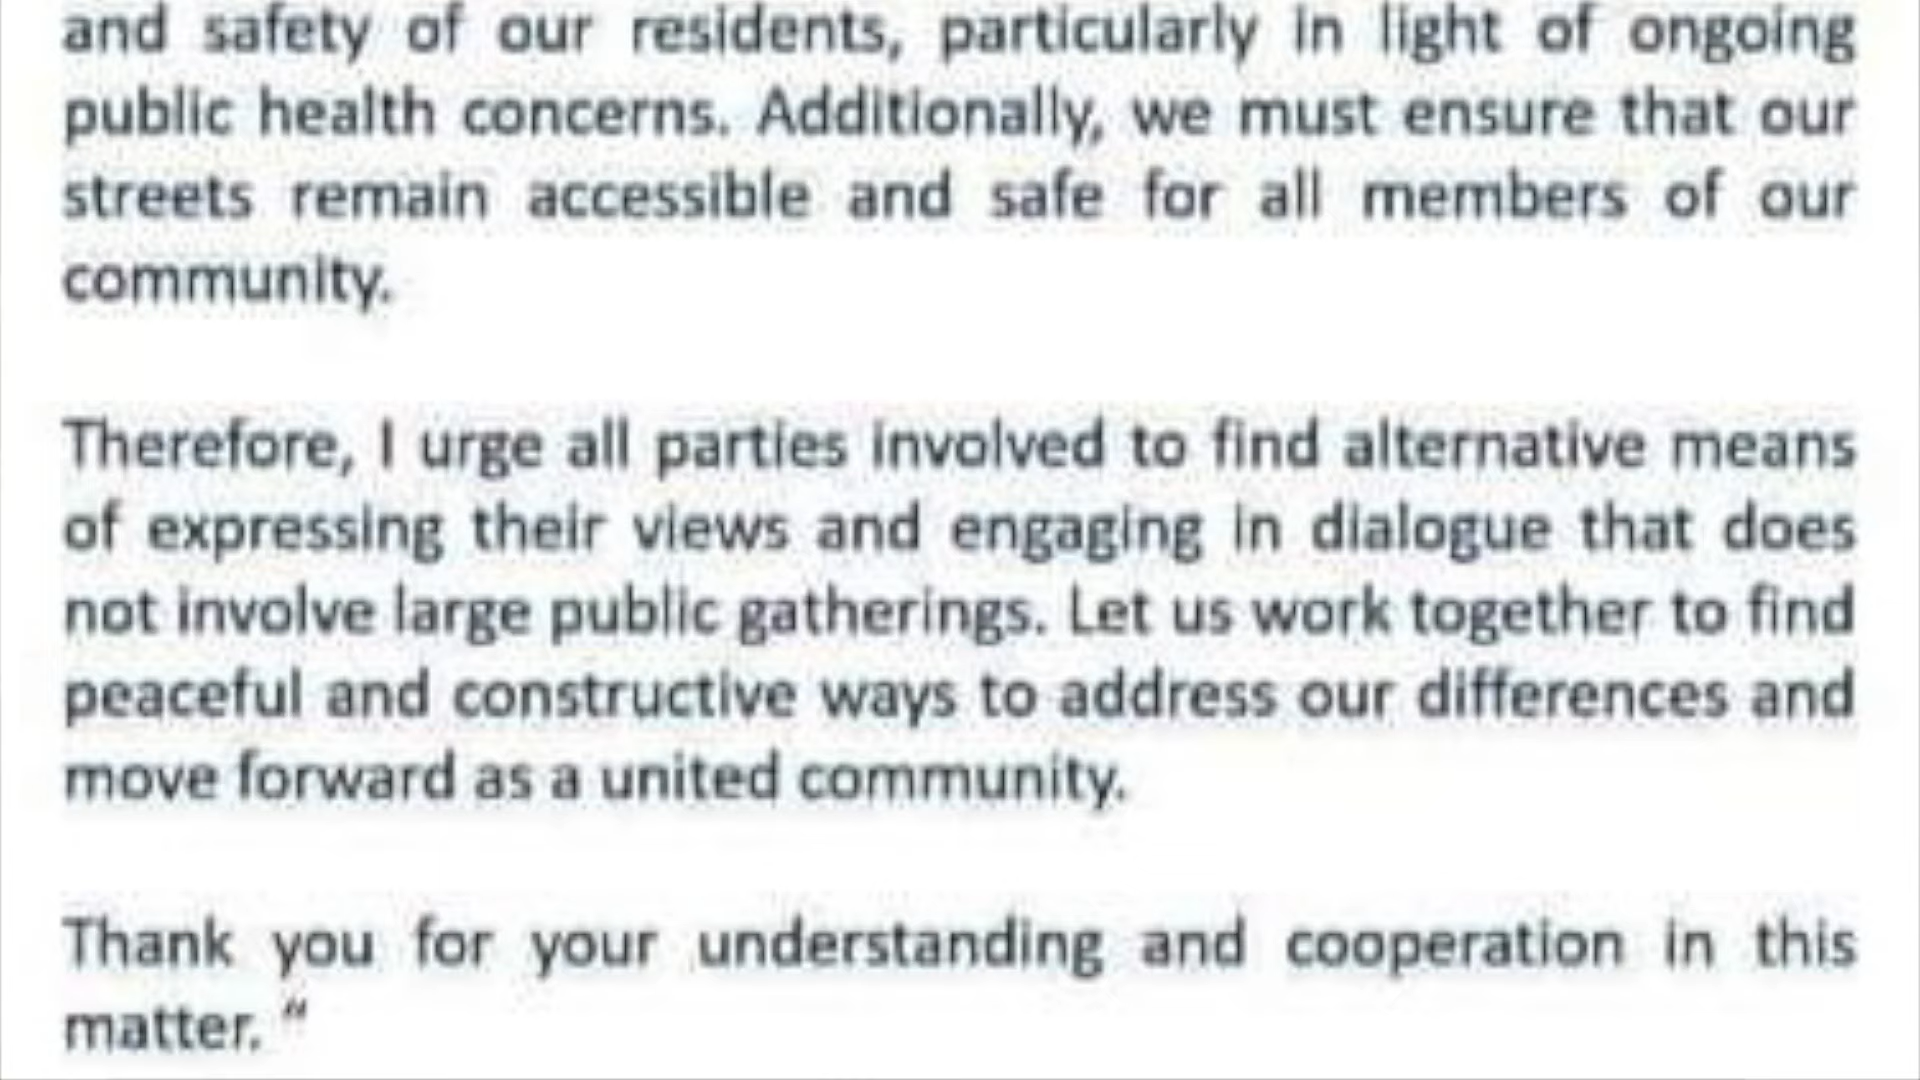 and safety of our residents, particularly in light of ongoing
public health concerns. Additionally, we must ensure that our
streets remain accessible and safe for all members of our
community.
Therefore, I urge all parties involved to find alternative means
of expressing their views and engaging in dialogue that does
not involve large public gatherings. Let us work together to find
peaceful and constructive ways to address our differences and
move forward as a united community.
Thank you for your understanding and cooperation in this
matter. "